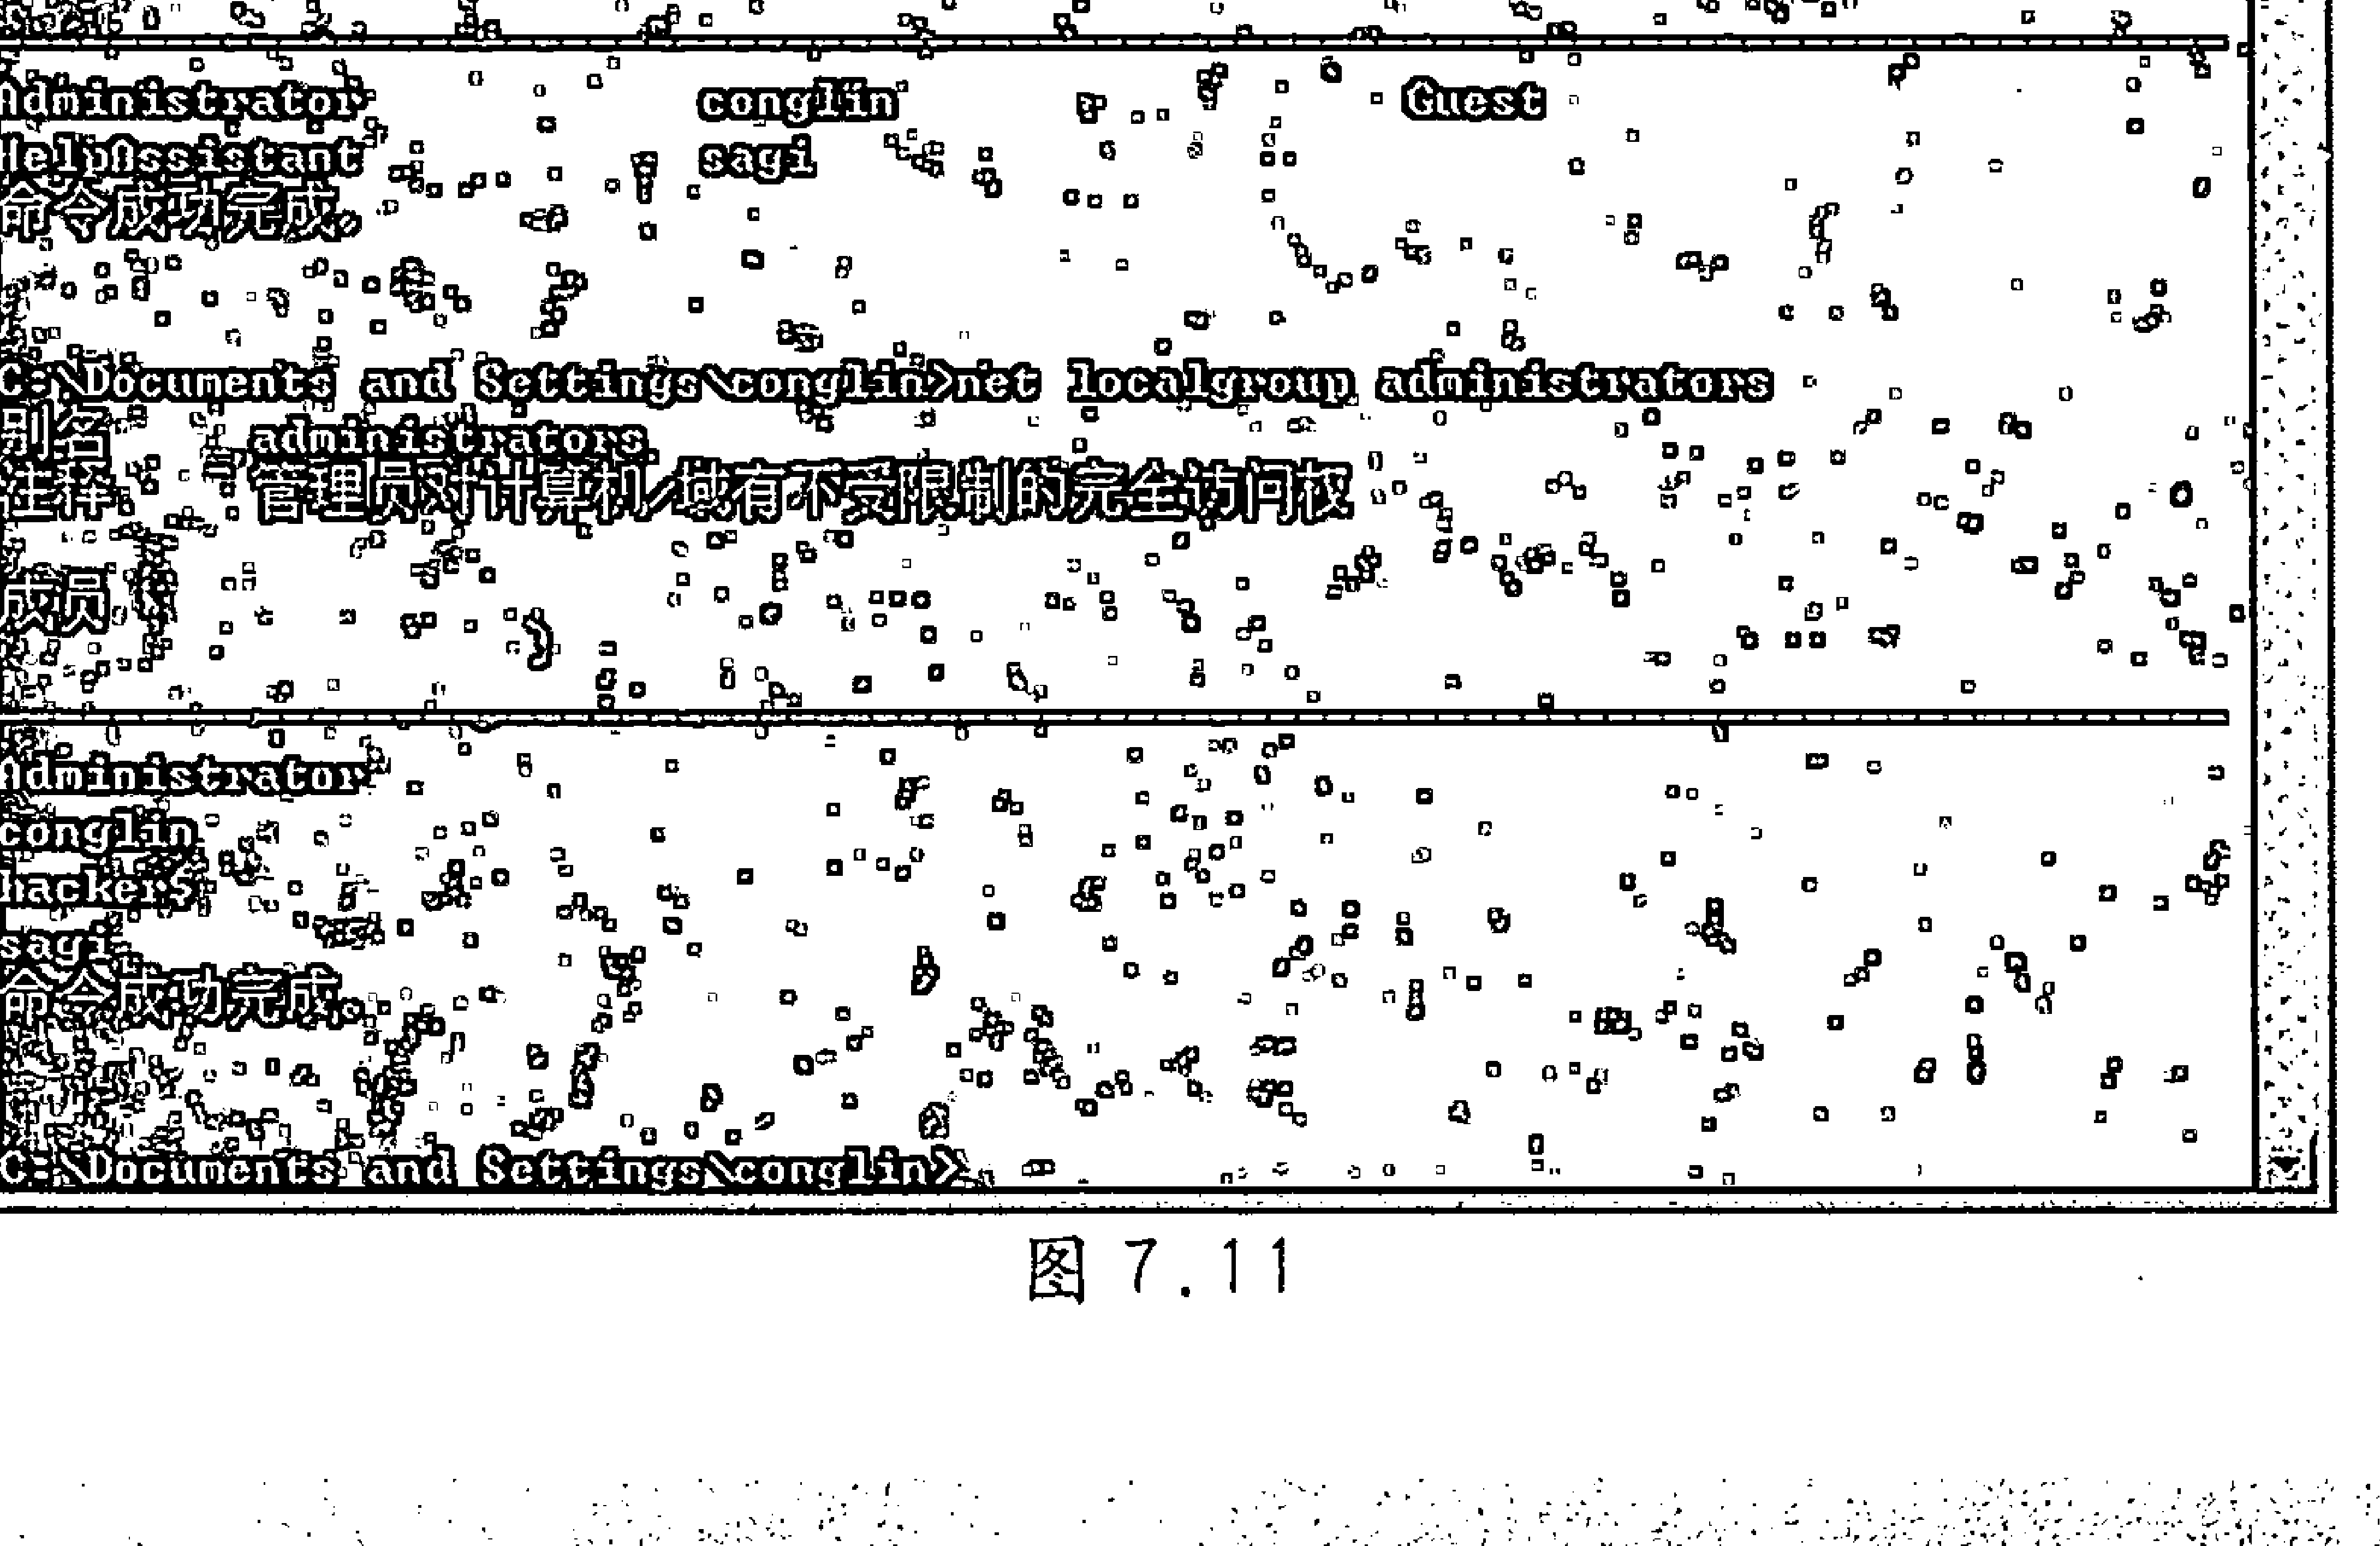 Administrator conglin Guest
HelpAssistant sagi
命令成功完成。
C:\Documents and Settings\conglin>net localgroup administrators
别名 administrators
注释 管理员对计算机/域有不受限制的完全访问权
成员
Administrator
conglin
hacker$
sagi
命令成功完成。
C:\Documents and Settings\conglin>
图 7.11